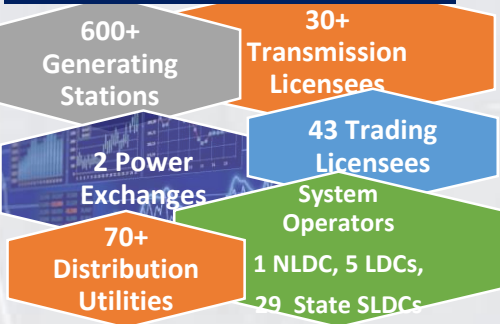 600+
Generating
Stations
30+
Transmission
Licensees
2 Power
Exchanges
43 Trading
Licensees
70+
Distribution
Utilities
System
Operators
1 NLDC, 5 LDCs,
29 State SLDCs